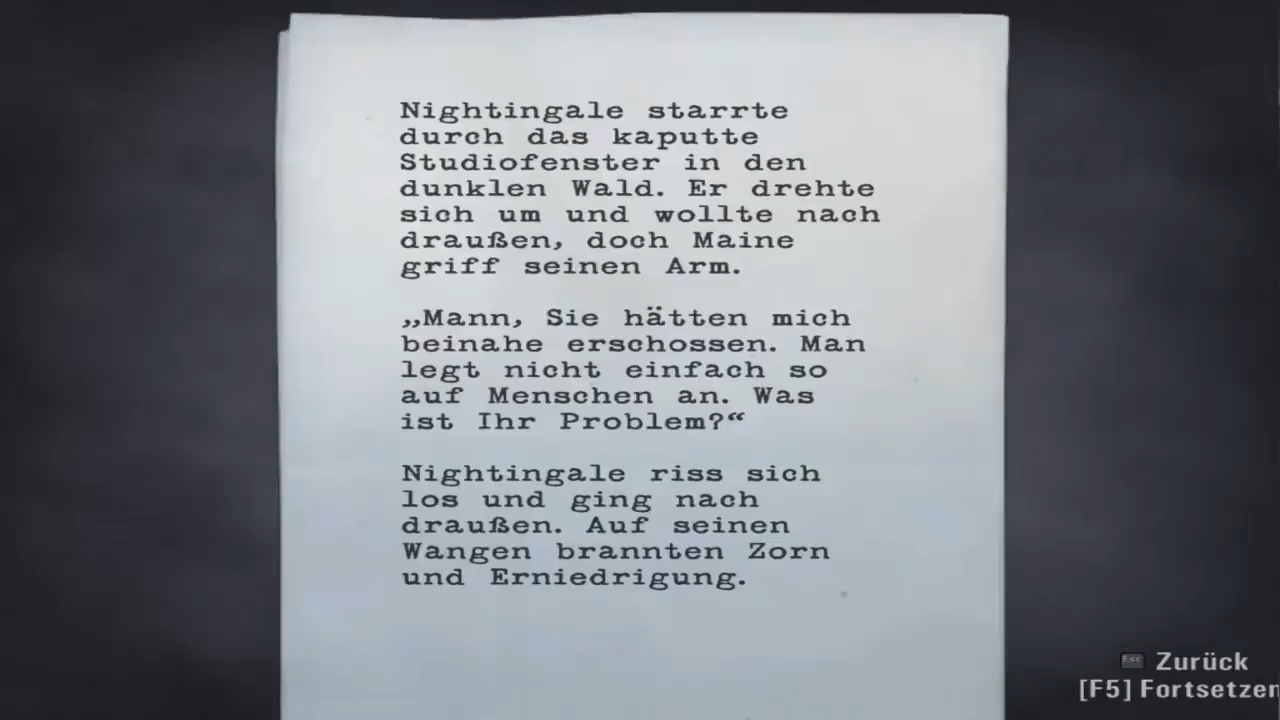 Nightingale starrte
durch das kaputte
Studiofenster in den
dunklen Wald. Er drehte
sich um und wollte nach
draußen, doch Maine
griff seinen Arm.
„Mann, Sie hätten mich
beinahe erschossen. Man
legt nicht einfach so
auf Menschen an. Was
ist Ihr Problem?“
Nightingale riss sich
los und ging nach
draußen. Auf seinen
Wangen brannten Zorn
und Erniedrigung.
Esc Zurück
[F5] Fortsetzen